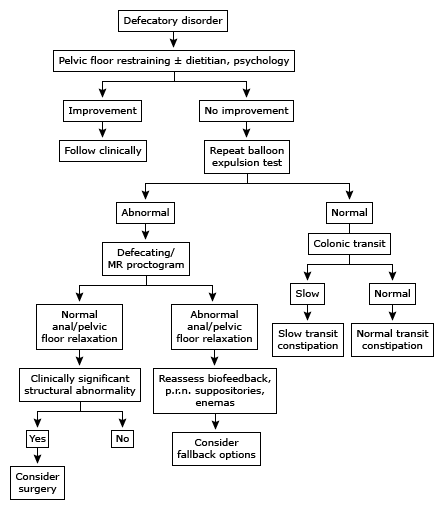 Defecatory disorder
Pelvic floor restraining ± dietitian, psychology
Improvement
No improvement
Follow clinically
Repeat balloon
expulsion test
Abnormal
Normal
Defecating/
MR proctogram
Colonic transit
Slow
Normal
Normal
anal/pelvic
floor relaxation
Abnormal
anal/pelvic
floor relaxation
Slow transit
constipation
Normal transit
constipation
Clinically significant
structural abnormality
Reassess biofeedback,
p.r.n. suppositories,
enemas
Yes
No
Consider
fallback options
Consider
surgery